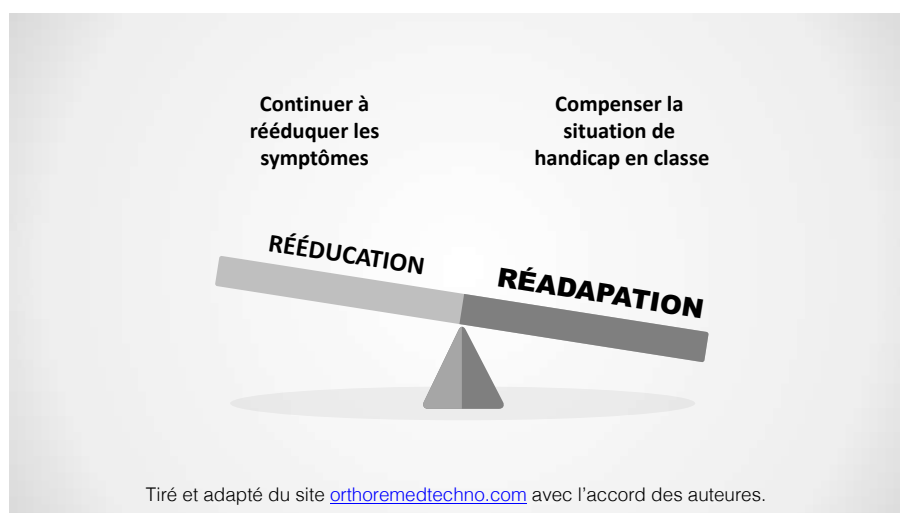 Continuer à
rééduquer les
symptômes
Compenser la
situation de
handicap en classe
RÉÉDUCATION
RÉADAPATION
Tiré et adapté du site orthoremedtechno.com avec l'accord des auteures.